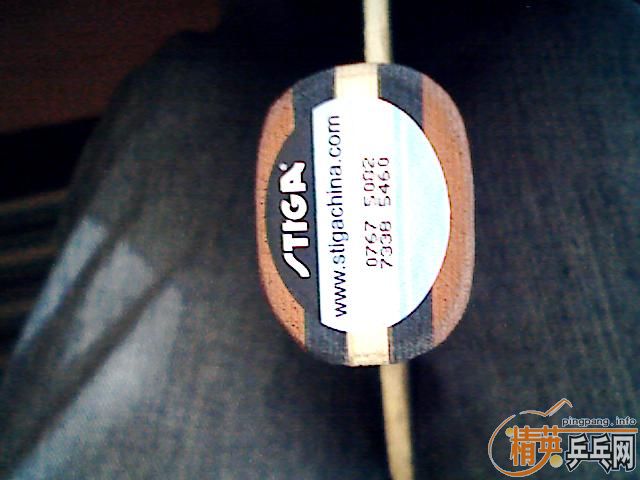 STIGA
www.stigachina.com
0767 5082
7338 5460
pingpang.info
精英乒乓网